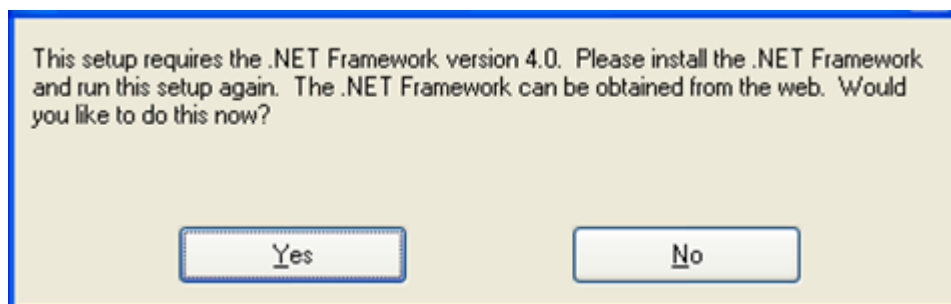 This setup requires the .NET Framework version 4.0.  Please install the .NET Framework
and run this setup again.  The .NET Framework can be obtained from the web.  Would
you like to do this now?
Yes
No